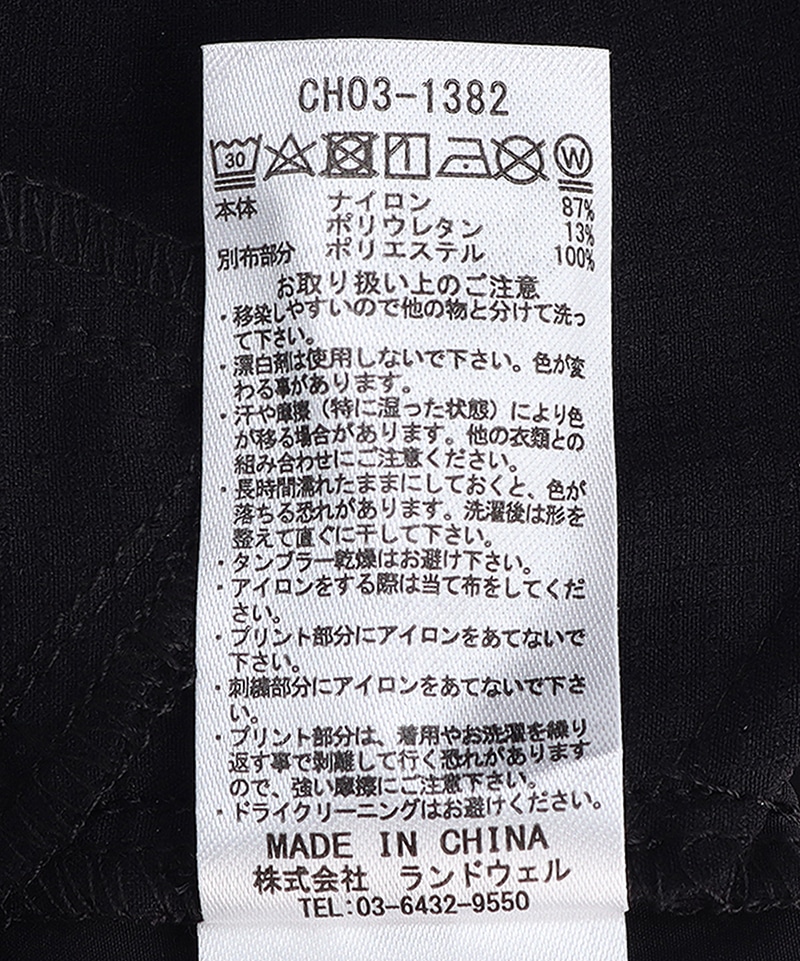 CH03-1382
30 W
本体 ナイロン 87%
ポリウレタン 13%
別布部分 ポリエステル 100%
お取り扱い上のご注意
・移染しやすいので他の物と分けて洗っ
て下さい。
・漂白剤は使用しないで下さい。色が変
わる事があります。
・汗や摩擦（特に湿った状態）により色
が移る場合があります。他の衣類との
組み合わせにご注意ください。
・長時間濡れたままにしておくと、色が
落ちる恐れがあります。洗濯後は形を
整えて直ぐに干して下さい。
・タンブラー乾燥はお避け下さい。
・アイロンをする際は当て布をしてくだ
さい。
・プリント部分にアイロンをあてないで
下さい。
・刺繍部分にアイロンをあてないで下さ
い。
・プリント部分は、着用やお洗濯を繰り
返す事で剥離して行く恐れがあります
ので、強い摩擦にご注意下さい。
・ドライクリーニングはお避けください。
MADE IN CHINA
株式会社 ランドウェル
TEL:03-6432-9550